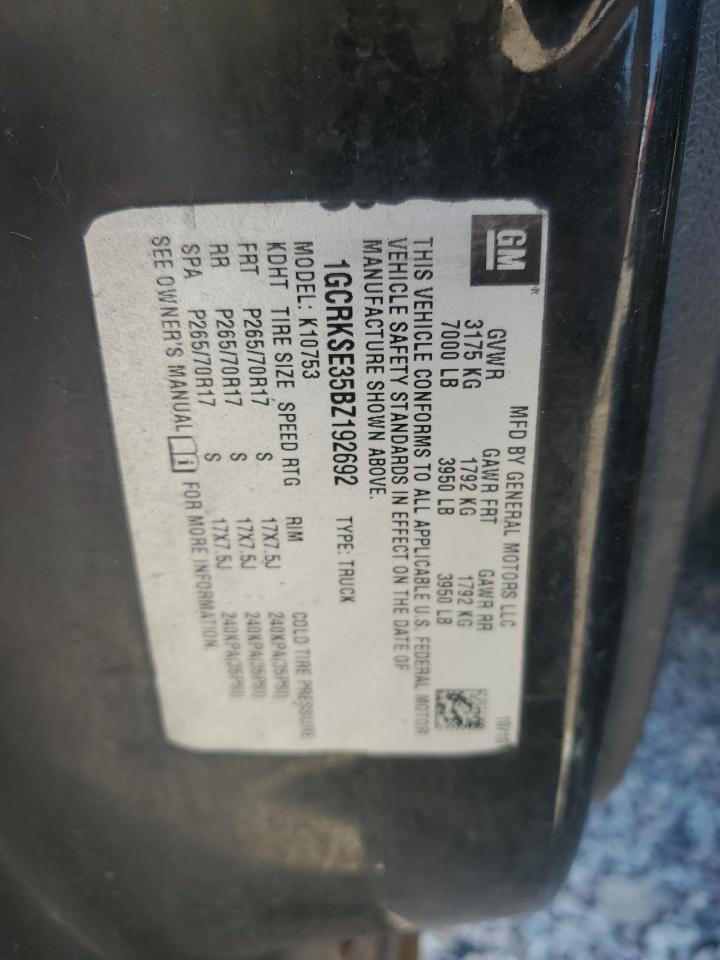 GM®
MFD BY GENERAL MOTORS LLC 10/10
GVWR GAWR FRT GAWR RR
3175 KG 1792 KG 1792 KG
7000 LB 3950 LB 3950 LB
THIS VEHICLE CONFORMS TO ALL APPLICABLE U.S. FEDERAL MOTOR
VEHICLE SAFETY STANDARDS IN EFFECT ON THE DATE OF
MANUFACTURE SHOWN ABOVE.
1GCRKSE35BZ192692 TYPE: TRUCK
MODEL: K10753
KDHT TIRE SIZE SPEED RTG RIM COLD TIRE PRESSURE
FRT P265/70R17 S 17X7.5J 240KPA(35PSI)
RR P265/70R17 S 17X7.5J 240KPA(35PSI)
SPA P265/70R17 S 17X7.5J 240KPA(35PSI)
SEE OWNER'S MANUAL FOR MORE INFORMATION.